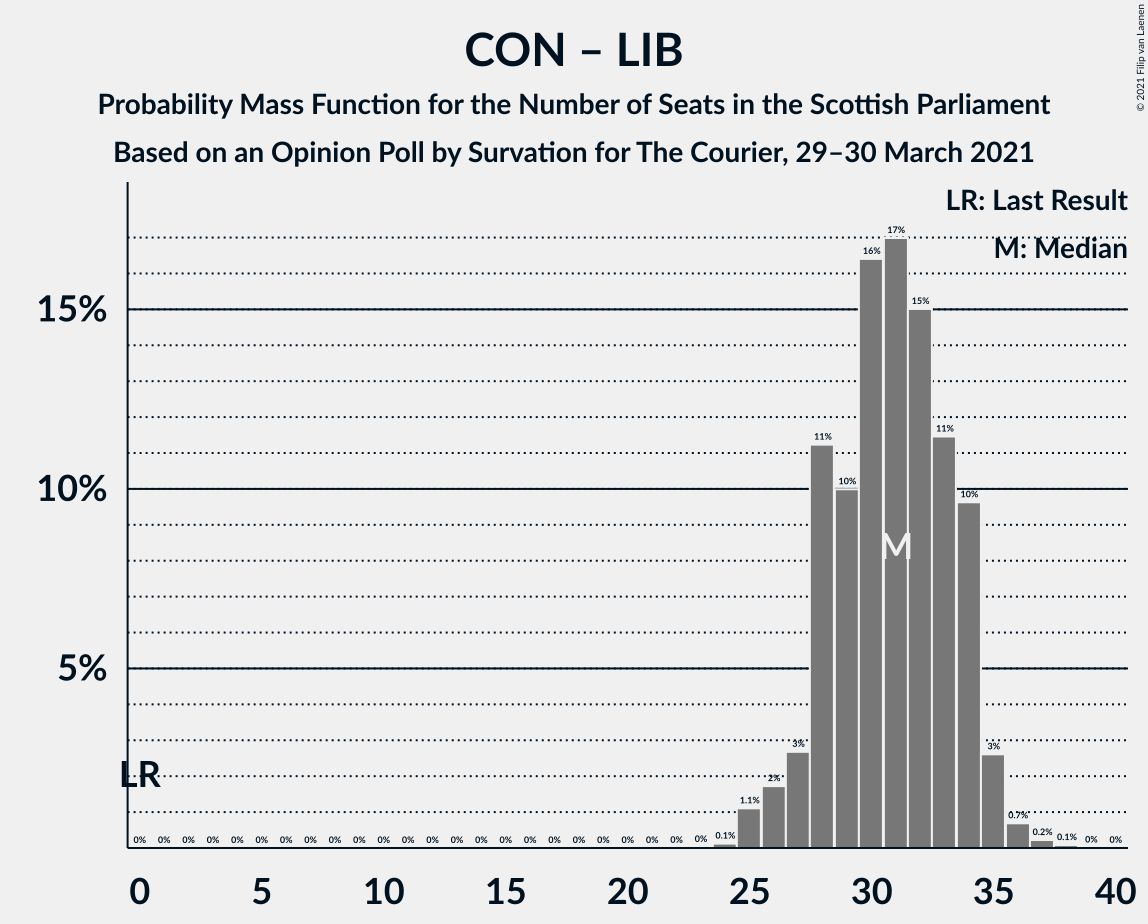 CON – LIB
Probability Mass Function for the Number of Seats in the Scottish Parliament
Based on an Opinion Poll by Survation for The Courier, 29–30 March 2021
© 2021 Filip van Laenen
LR: Last Result
M: Median
17%
16%
15%
15%
11%
11%
10%
10%
10%
M
5%
3%
3%
LR
2%
1.1%
0.7%
0% 0% 0% 0% 0% 0% 0% 0% 0% 0% 0% 0% 0% 0% 0% 0% 0% 0% 0% 0% 0% 0% 0% 0% 0.1% 0.2% 0.1% 0% 0%
0 5 10 15 20 25 30 35 40